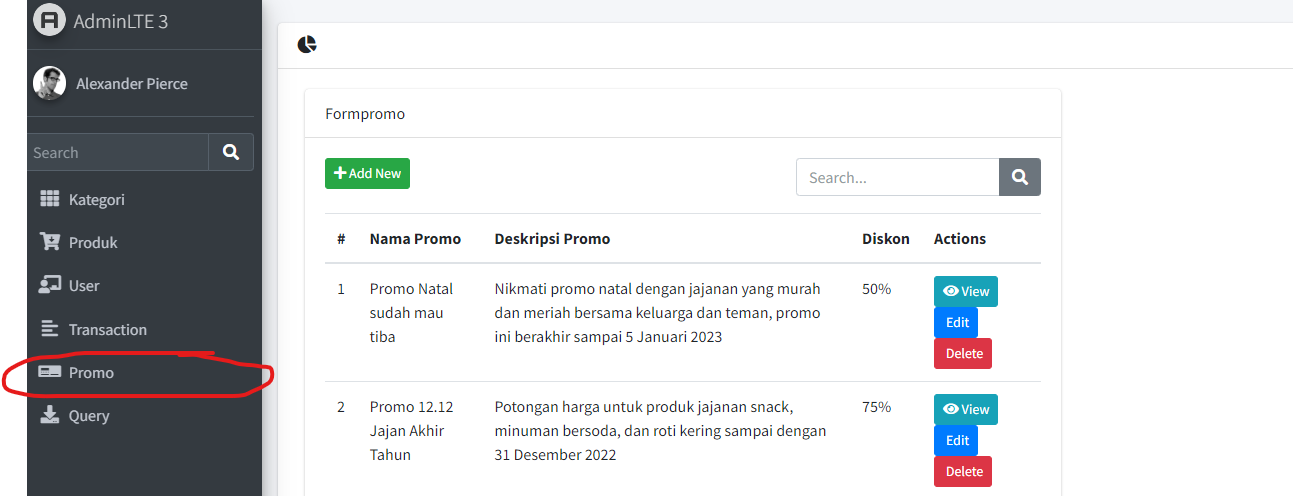 AdminLTE 3
Alexander Pierce
Search
Kategori
Produk
User
Transaction
Promo
Query
Formpromo
Add New
Search...
# Nama Promo Deskripsi Promo Diskon Actions
1 Promo Natal Nikmati promo natal dengan jajanan yang murah 50% View
sudah mau dan meriah bersama keluarga dan teman, promo Edit
tiba ini berakhir sampai 5 Januari 2023
Delete
2 Promo 12.12 Potongan harga untuk produk jajanan snack, 75% View
Jajan Akhir minuman bersoda, dan roti kering sampai dengan Edit
Tahun 31 Desember 2022
Delete